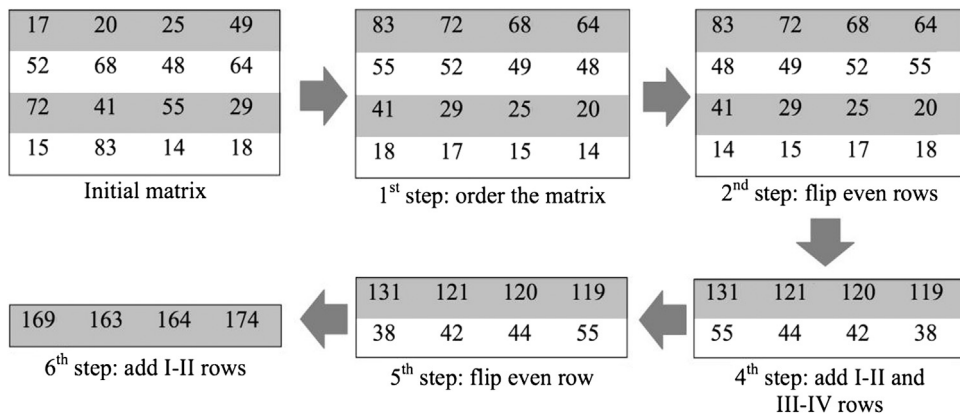 17 20 25 49
52 68 48 64
72 41 55 29
15 83 14 18
Initial matrix
83 72 68 64
55 52 49 48
41 29 25 20
18 17 15 14
1st step: order the matrix
83 72 68 64
48 49 52 55
41 29 25 20
14 15 17 18
2nd step: flip even rows
131 121 120 119
55 44 42 38
4th step: add I-II and
III-IV rows
131 121 120 119
38 42 44 55
5th step: flip even row
169 163 164 174
6th step: add I-II rows